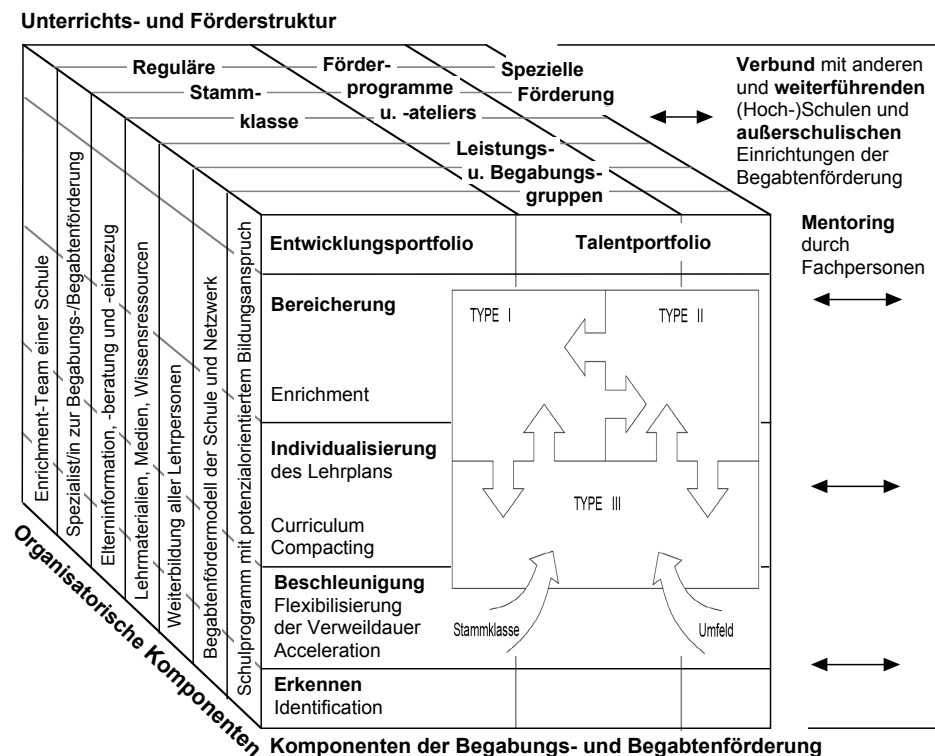 Unterrichts- und Förderstruktur
Reguläre
Stamm-
klasse
Förder-
programme
u. -ateliers
Spezielle
Förderung
Leistungs-
u. Begabungs-
gruppen
Verbund mit anderen
und weiterführenden
(Hoch-)Schulen und
außerschulischen
Einrichtungen der
Begabtenförderung
Mentoring
durch
Fachpersonen
Enrichment-Team einer Schule
Spezialist/in zur Begabungs-/Begabtenförderung
Elterninformation, -beratung und -einbezug
Lehrmaterialien, Medien, Wissensressourcen
Weiterbildung aller Lehrpersonen
Begabtenfördermodell der Schule und Netzwerk
Schulprogramm mit potenzialorientiertem Bildungsanspruch
Organisatorische Komponenten
Entwicklungsportfolio
Talentportfolio
Bereicherung
Enrichment
TYPE I
TYPE II
Individualisierung
des Lehrplans
Curriculum
Compacting
TYPE III
Beschleunigung
Flexibilisierung
der Verweildauer
Acceleration
Stammklasse
Umfeld
Erkennen
Identification
Komponenten der Begabungs- und Begabtenförderung